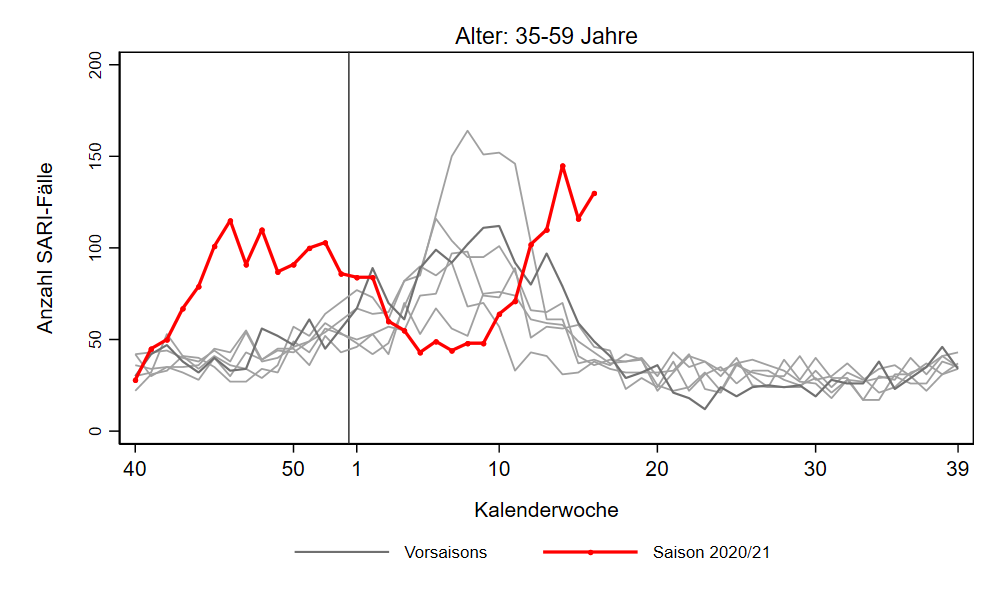 Alter: 35-59 Jahre
Anzahl SARI-Fälle
200
150
100
50
0
40 50 1 10 20 30 39
Kalenderwoche
Vorsaisons Saison 2020/21